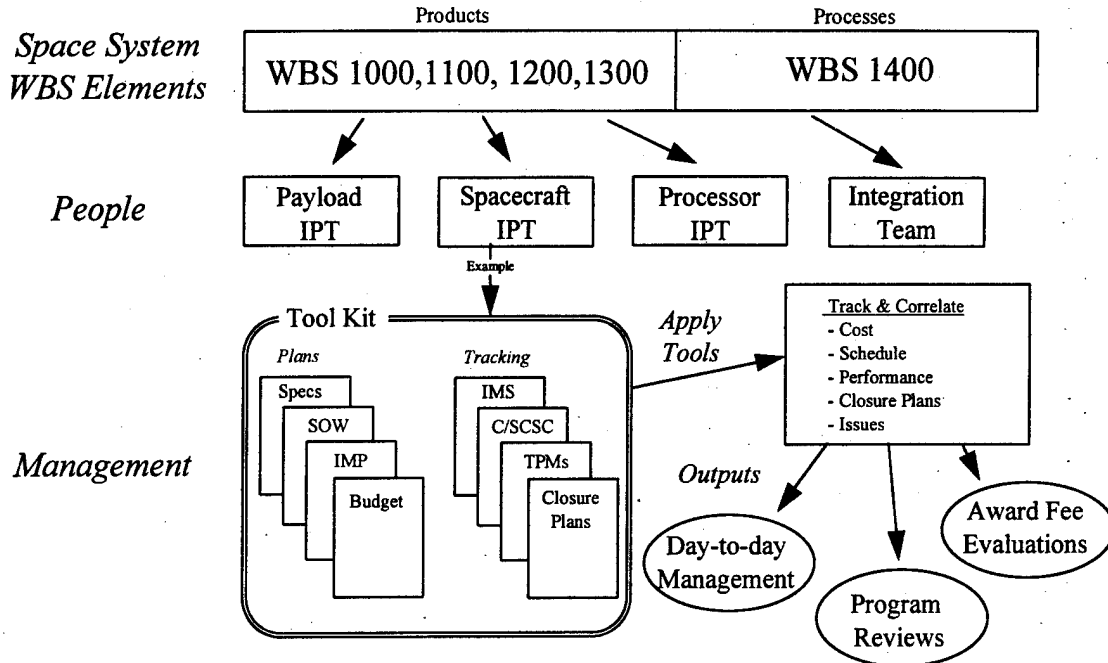 Products
Processes
Space System
WBS Elements
WBS 1000,1100, 1200,1300
WBS 1400
People
Payload
IPT
Spacecraft
IPT
Processor
IPT
Integration
Team
Example
Management
Tool Kit
Plans
Specs
SOW
IMP
Budget
Tracking
IMS
C/SCSC
TPMs
Closure
Plans
Apply
Tools
Track & Correlate
- Cost
- Schedule
- Performance
- Closure Plans
- Issues
Outputs
Day-to-day
Management
Program
Reviews
Award Fee
Evaluations